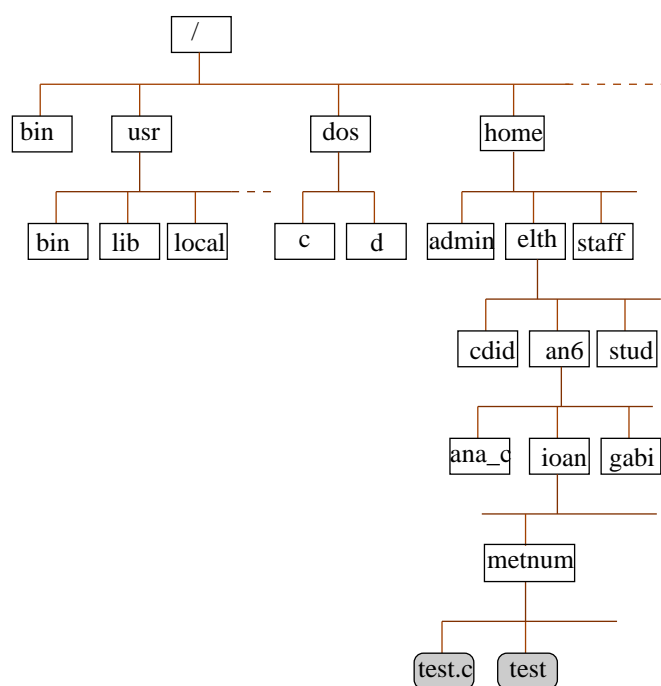 /
bin usr dos home
bin lib local c d admin elth staff
cdid an6 stud
ana_c ioan gabi
metnum
test.c test